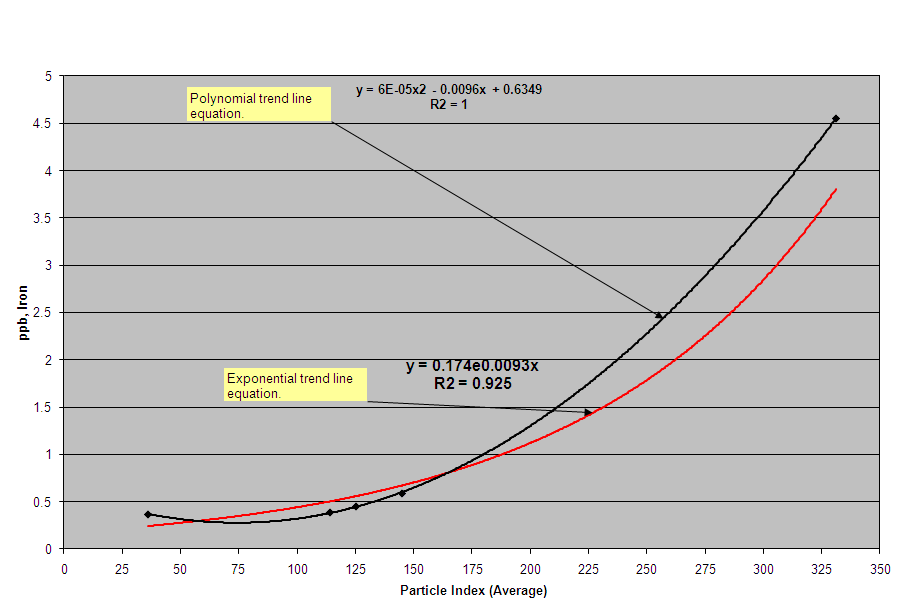 y = 6E-05x2 - 0.0096x + 0.6349
R2 = 1
Polynomial trend line
equation.
y = 0.174e0.0093x
R2 = 0.925
Exponential trend line
equation.
ppb, Iron
5
4.5
4
3.5
3
2.5
2
1.5
1
0.5
0
0 25 50 75 100 125 150 175 200 225 250 275 300 325 350
Particle Index (Average)